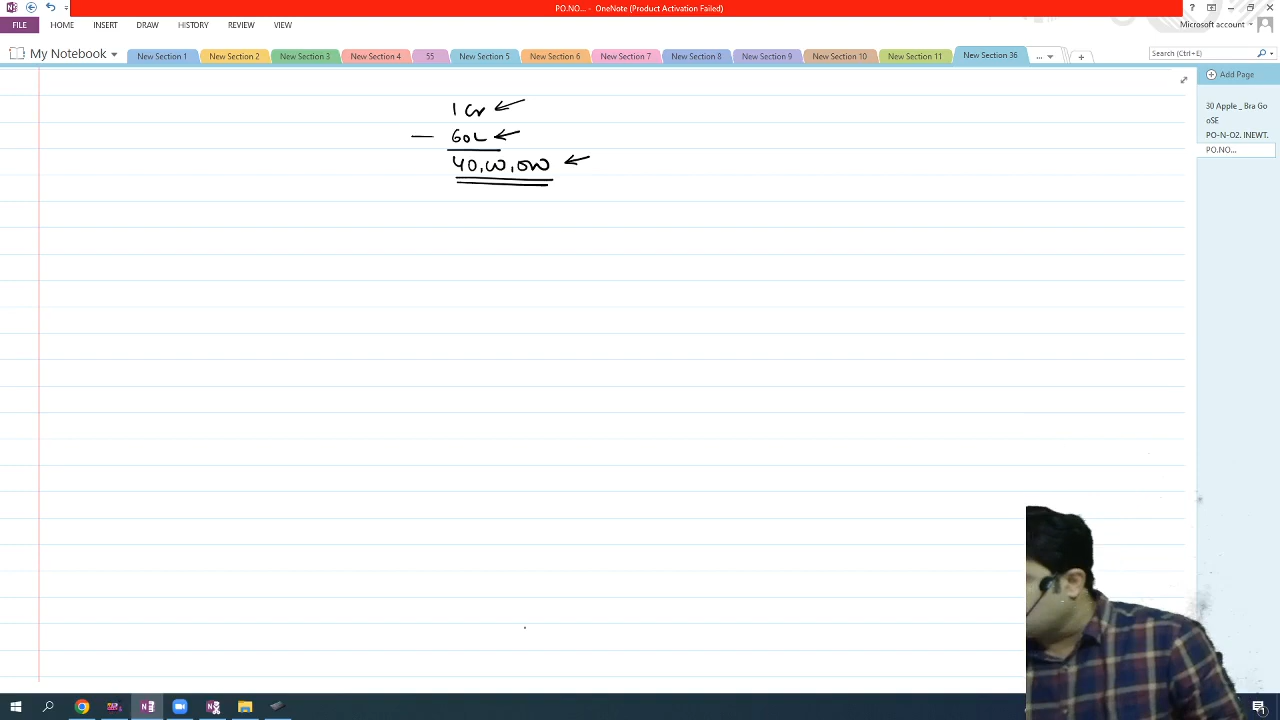 PO.NO... - OneNote (Product Activation Failed)
FILE HOME INSERT DRAW HISTORY REVIEW VIEW
Microsoft account
My Notebook New Section 1 New Section 2 New Section 3 New Section 4 55 New Section 5 New Section 6 New Section 7 New Section 8 New Section 9 New Section 10 New Section 11 New Section 36 ...
Search (Ctrl+E)
Add Page
30 Apple _ Bra Go
oSE
PO-N-O2. INEWT.
PO.NO...
1 Cr
— 60L
40,00,000